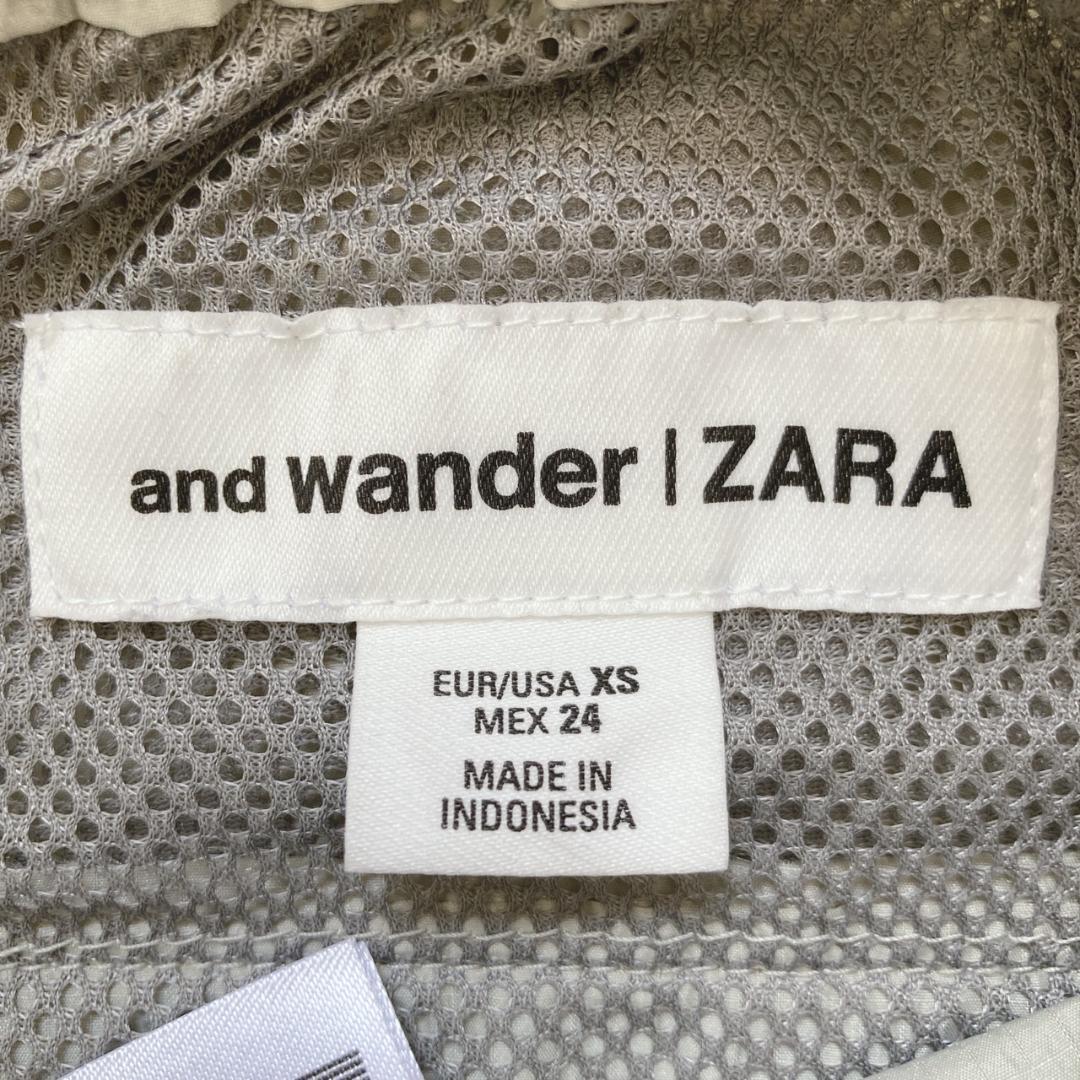 and wander | ZARA
EUR/USA XS
MEX 24
MADE IN
INDONESIA